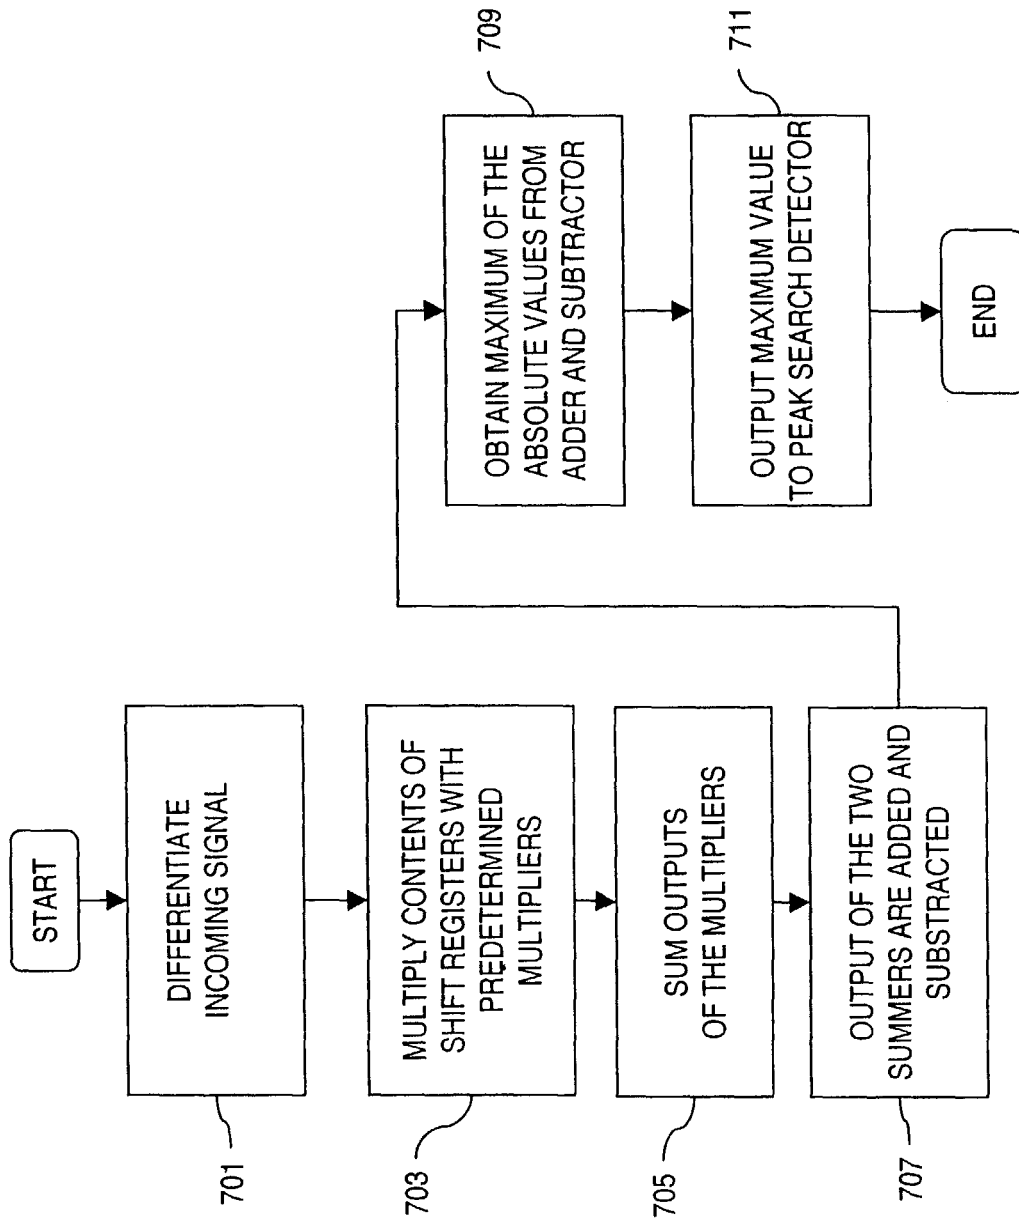 START
DIFFERENTIATE
INCOMING SIGNAL
701
MULTIPLY CONTENTS OF
SHIFT REGISTERS WITH
PREDETERMINED
MULTIPLIERS
703
SUM OUTPUTS
OF THE MULTIPLIERS
705
OUTPUT OF THE TWO
SUMMERS ARE ADDED AND
SUBSTRACTED
707
OBTAIN MAXIMUM OF THE
ABSOLUTE VALUES FROM
ADDER AND SUBTRACTOR
709
OUTPUT MAXIMUM VALUE
TO PEAK SEARCH DETECTOR
711
END